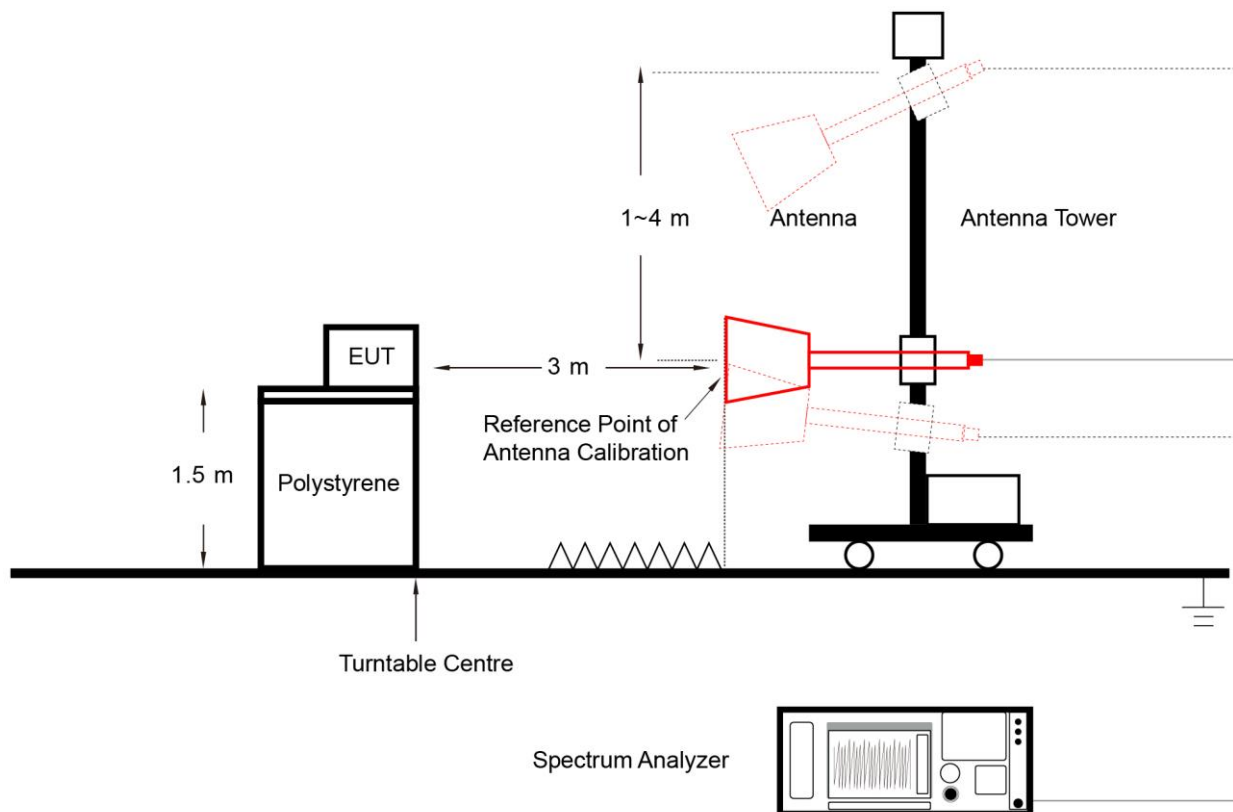 1~4 m
Antenna
Antenna Tower
EUT
3 m
Reference Point of
Antenna Calibration
1.5 m
Polystyrene
Turntable Centre
Spectrum Analyzer